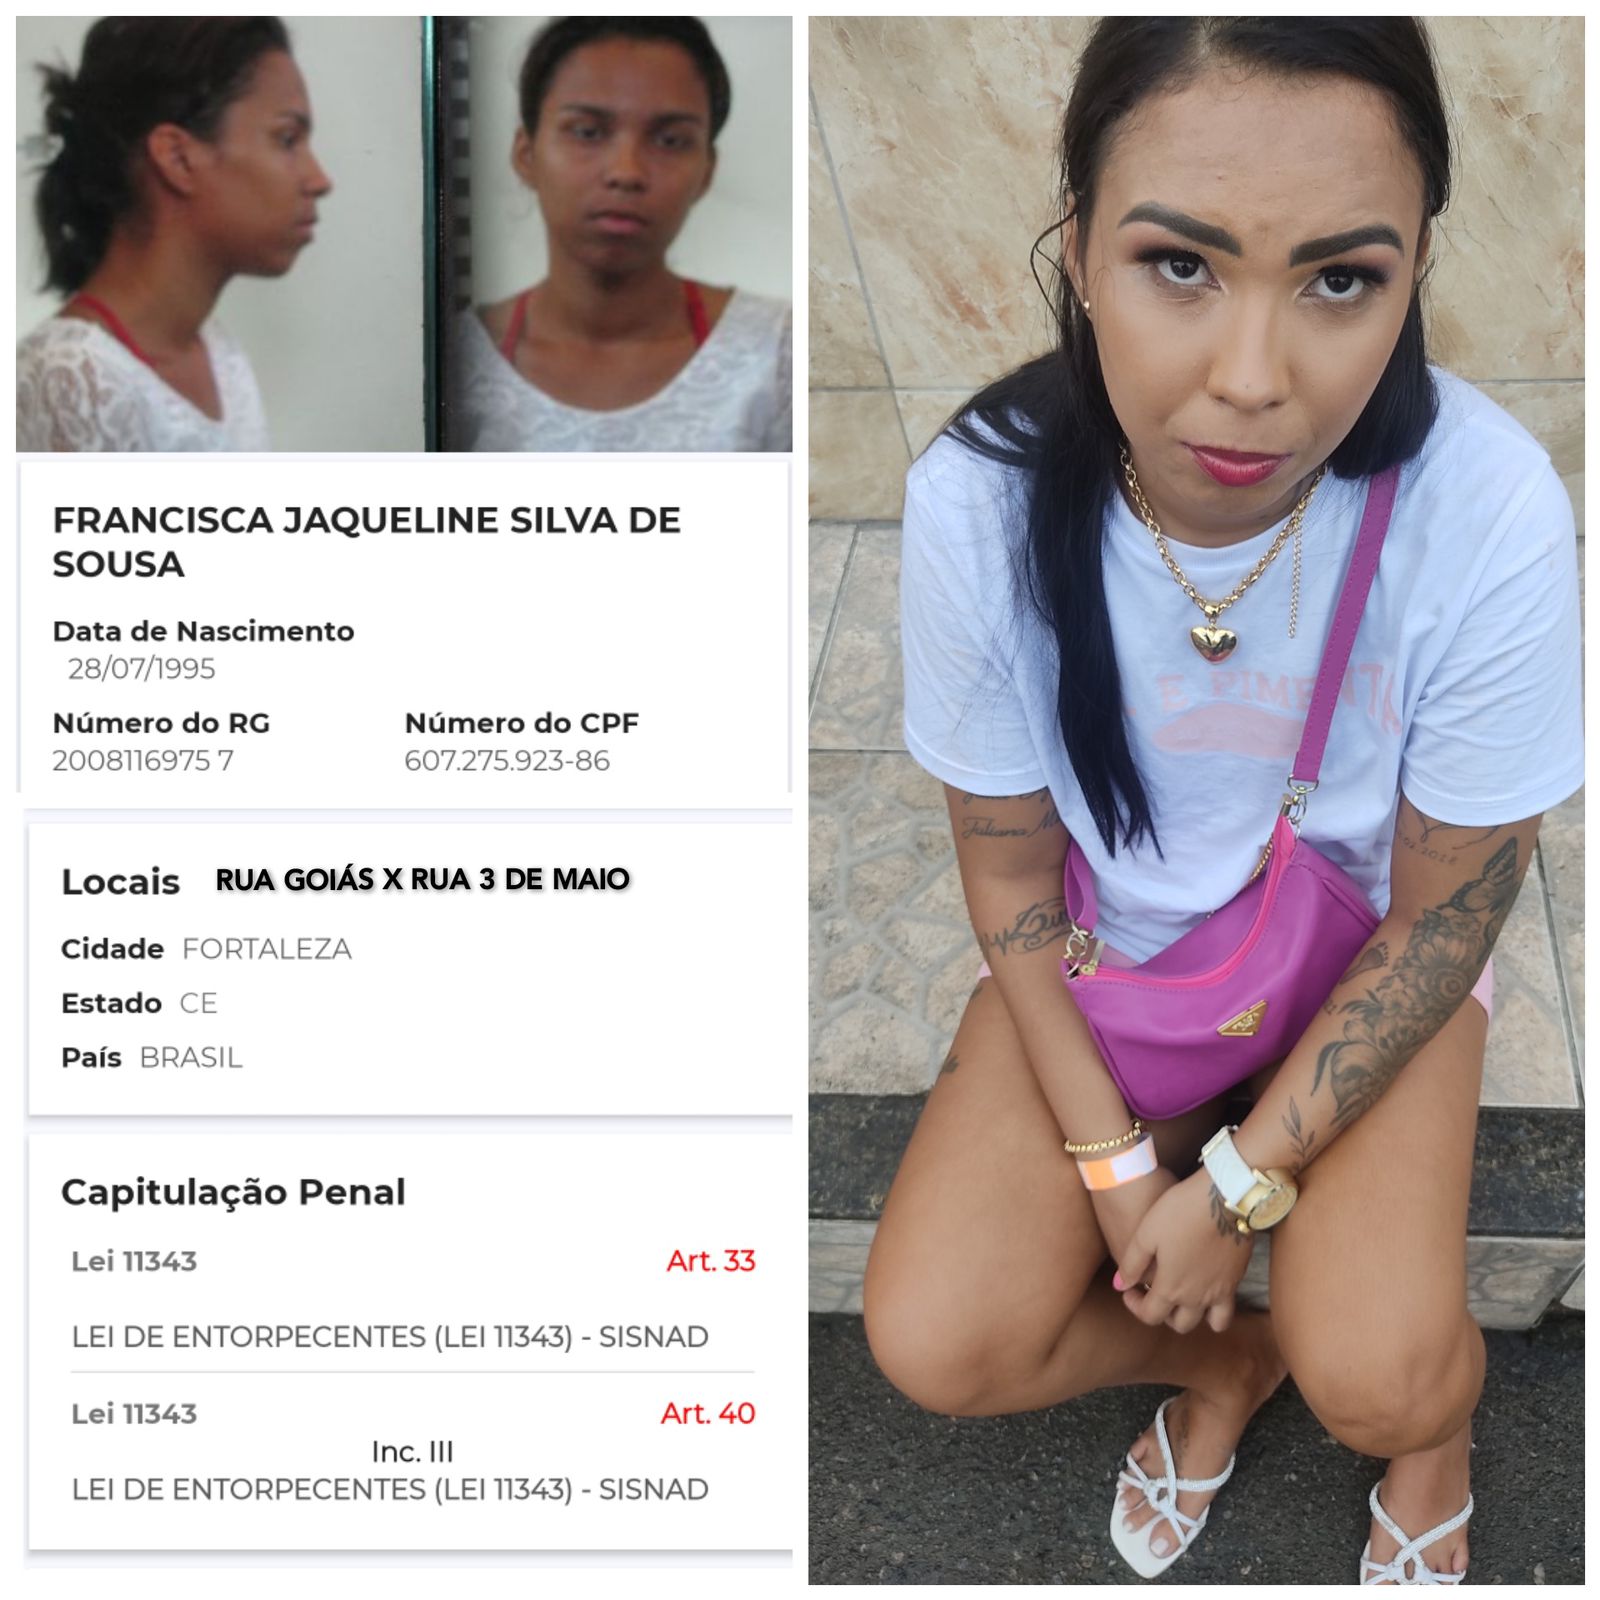 FRANCISCA JAQUELINE SILVA DE
SOUSA
Data de Nascimento
28/07/1995
Número do RG Número do CPF
2008116975 7 607.275.923-86
Locais RUA GOIÁS X RUA 3 DE MAIO
Cidade FORTALEZA
Estado CE
País BRASIL
Capitulação Penal
Lei 11343 Art. 33
LEI DE ENTORPECENTES (LEI 11343) - SISNAD
Lei 11343 Art. 40
Inc. III
LEI DE ENTORPECENTES (LEI 11343) - SISNAD
E PIMENTA
Juliana